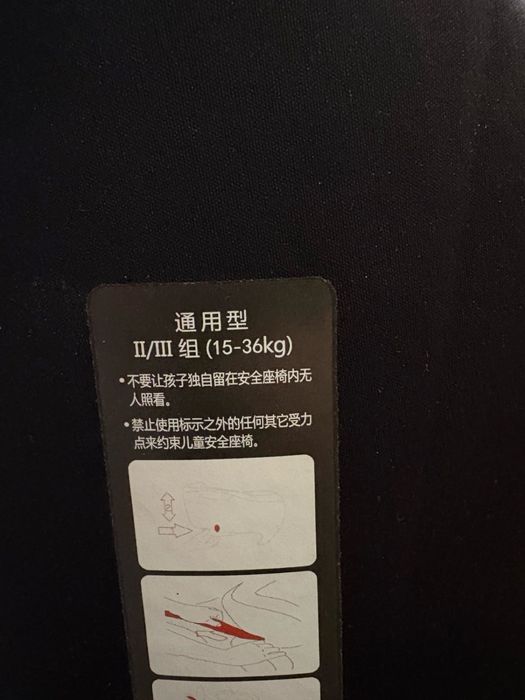 通用型
II/III 组 (15-36kg)
•不要让孩子独自留在安全座椅内无
人照看。
•禁止使用标示之外的任何其它受力
点来约束儿童安全座椅。